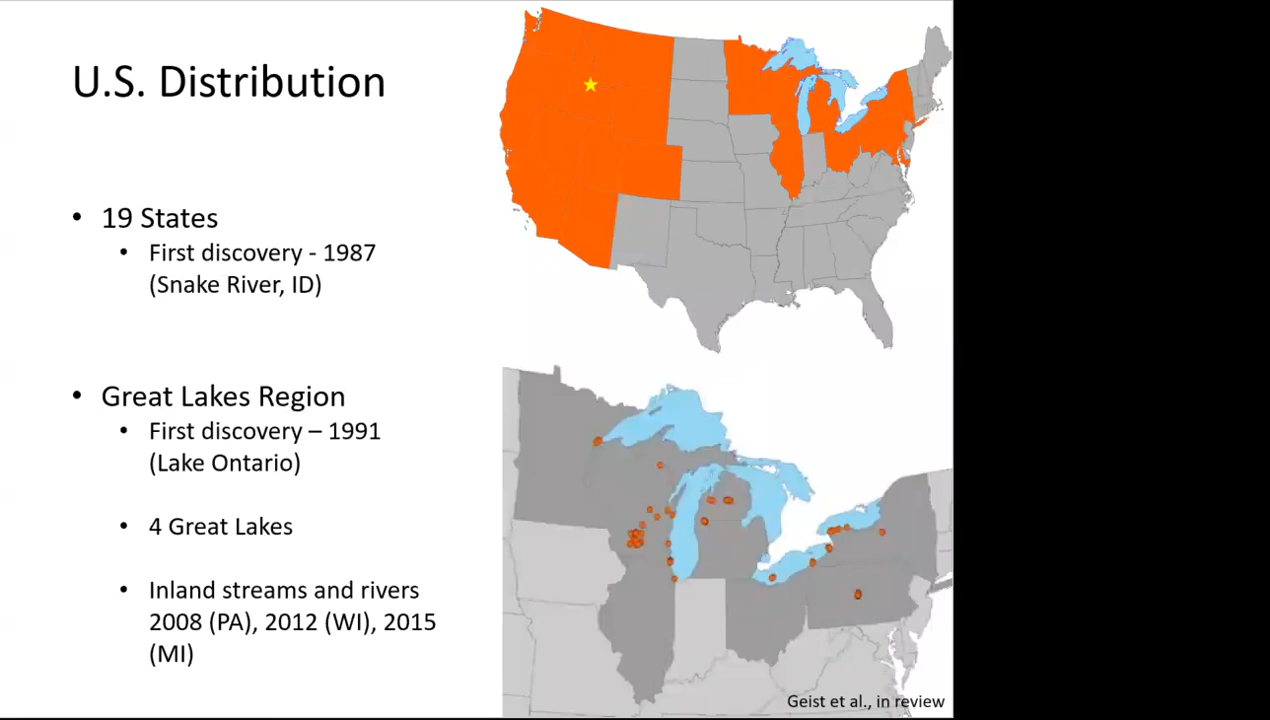 U.S. Distribution
• 19 States
• First discovery - 1987
(Snake River, ID)
• Great Lakes Region
• First discovery – 1991
(Lake Ontario)
• 4 Great Lakes
• Inland streams and rivers
2008 (PA), 2012 (WI), 2015
(MI)
Geist et al., in review